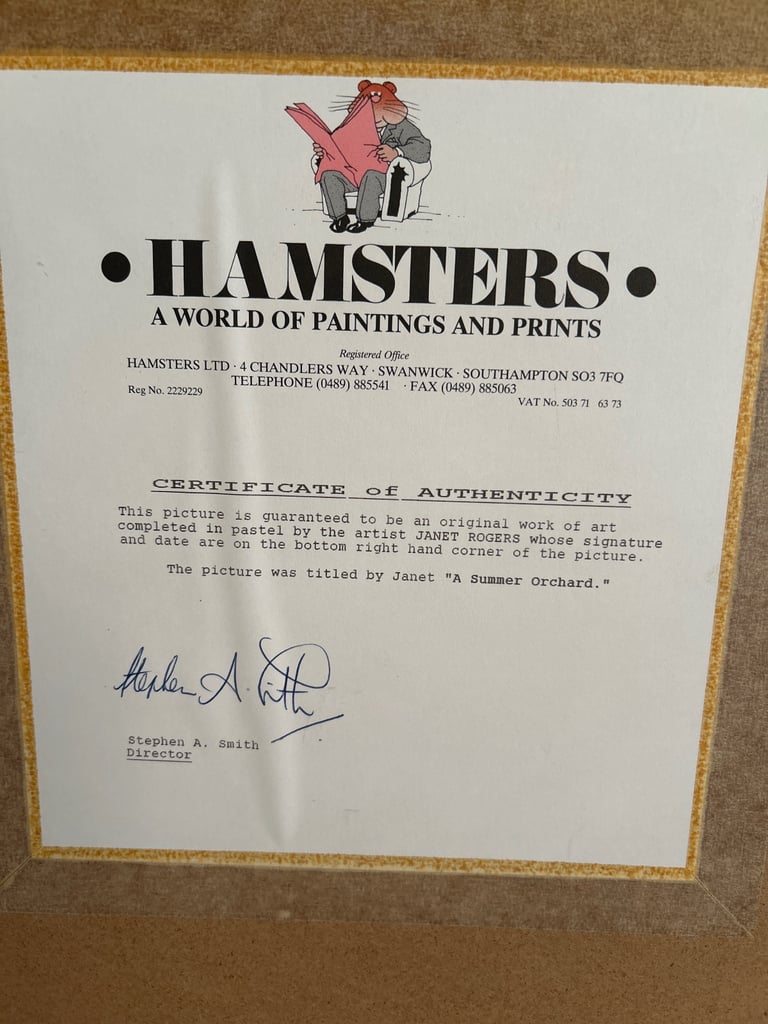 • HAMSTERS •
A WORLD OF PAINTINGS AND PRINTS
Registered Office
HAMSTERS LTD · 4 CHANDLERS WAY · SWANWICK · SOUTHAMPTON SO3 7FQ
TELEPHONE (0489) 885541 · FAX (0489) 885063
Reg No. 2229229
VAT No. 503 71 63 73
CERTIFICATE of AUTHENTICITY
This picture is guaranteed to be an original work of art
completed in pastel by the artist JANET ROGERS whose signature
and date are on the bottom right hand corner of the picture.
The picture was titled by Janet "A Summer Orchard."
Stephen A. Smith
Stephen A. Smith
Director